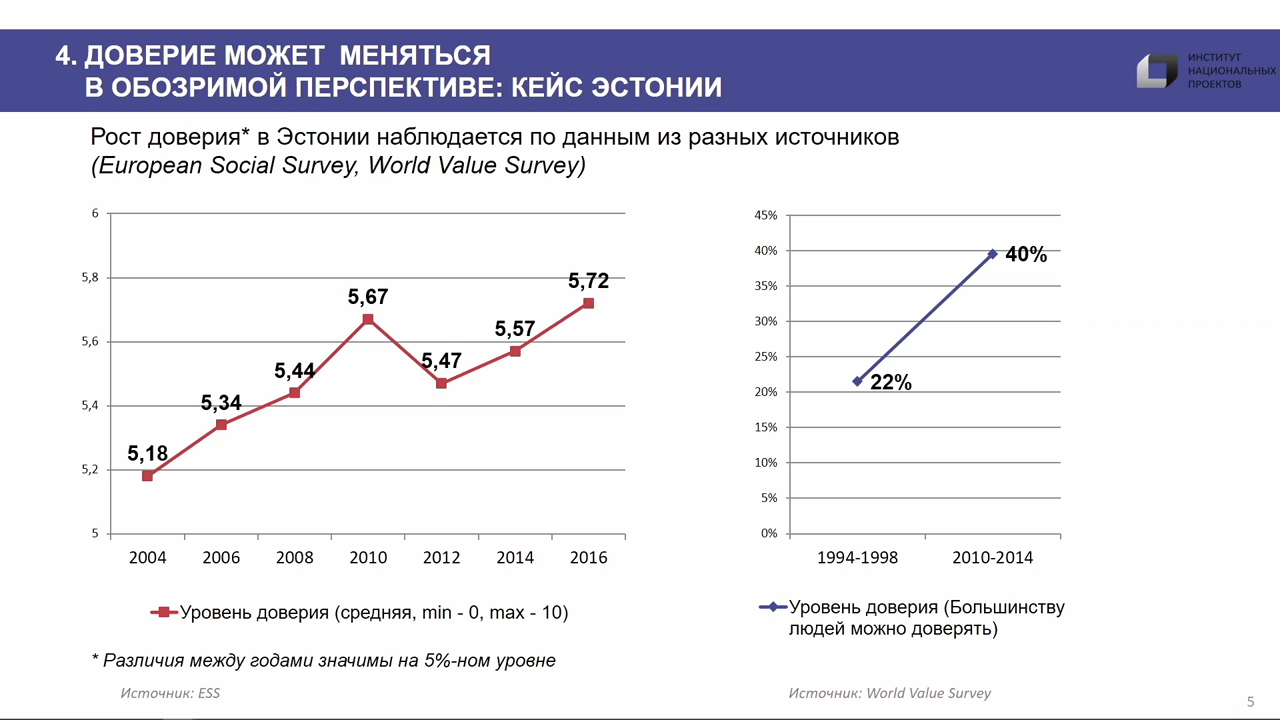 4. ДОВЕРИЕ МОЖЕТ МЕНЯТЬСЯ
В ОБОЗРИМОЙ ПЕРСПЕКТИВЕ: КЕЙС ЭСТОНИИ
ИНСТИТУТ
НАЦИОНАЛЬНЫХ
ПРОЕКТОВ
Рост доверия* в Эстонии наблюдается по данным из разных источников
(European Social Survey, World Value Survey)
6
5,8
5,6
5,4
5,2
5
5,18
5,34
5,44
5,67
5,47
5,57
5,72
2004 2006 2008 2010 2012 2014 2016
Уровень доверия (средняя, min - 0, max - 10)
* Различия между годами значимы на 5%-ном уровне
Источник: ESS
45%
40%
35%
30%
25%
20%
15%
10%
5%
0%
22%
40%
1994-1998 2010-2014
Уровень доверия (Большинству
людей можно доверять)
Источник: World Value Survey
5